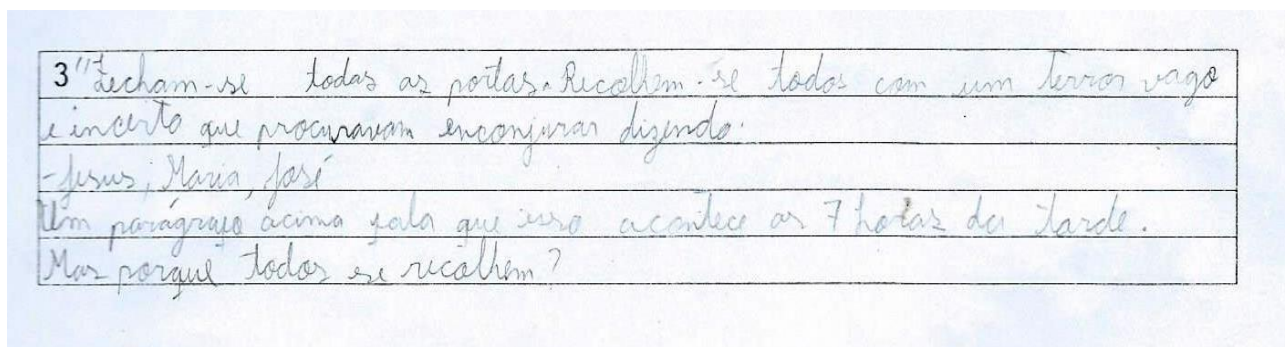 3 "Fecham-se todas as portas. Recolhem-se todos com um terror vago
e incerto que procuravam enconjurar dizendo:
-Jesus, Maria, José
Um parágrafo acima fala que isso acontece as 7 horas da tarde.
Mas porque todos se recolhem?